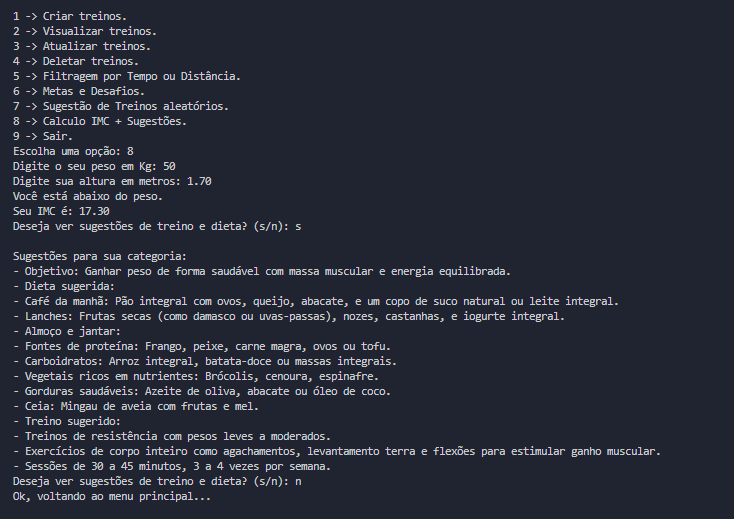 1 -> Criar treinos.
2 -> Visualizar treinos.
3 -> Atualizar treinos.
4 -> Deletar treinos.
5 -> Filtragem por Tempo ou Distância.
6 -> Metas e Desafios.
7 -> Sugestão de Treinos aleatórios.
8 -> Calculo IMC + Sugestões.
9 -> Sair.
Escolha uma opção: 8
Digite o seu peso em Kg: 50
Digite sua altura em metros: 1.70
Você está abaixo do peso.
Seu IMC é: 17.30
Deseja ver sugestões de treino e dieta? (s/n): s

Sugestões para sua categoria:
- Objetivo: Ganhar peso de forma saudável com massa muscular e energia equilibrada.
- Dieta sugerida:
- Café da manhã: Pão integral com ovos, queijo, abacate, e um copo de suco natural ou leite integral.
- Lanches: Frutas secas (como damasco ou uvas-passas), nozes, castanhas, e iogurte integral.
- Almoço e jantar:
- Fontes de proteína: Frango, peixe, carne magra, ovos ou tofu.
- Carboidratos: Arroz integral, batata-doce ou massas integrais.
- Vegetais ricos em nutrientes: Brócolis, cenoura, espinafre.
- Gorduras saudáveis: Azeite de oliva, abacate ou óleo de coco.
- Ceia: Mingau de aveia com frutas e mel.
- Treino sugerido:
- Treinos de resistência com pesos leves a moderados.
- Exercícios de corpo inteiro como agachamentos, levantamento terra e flexões para estimular ganho muscular.
- Sessões de 30 a 45 minutos, 3 a 4 vezes por semana.
Deseja ver sugestões de treino e dieta? (s/n): n
Ok, voltando ao menu principal...